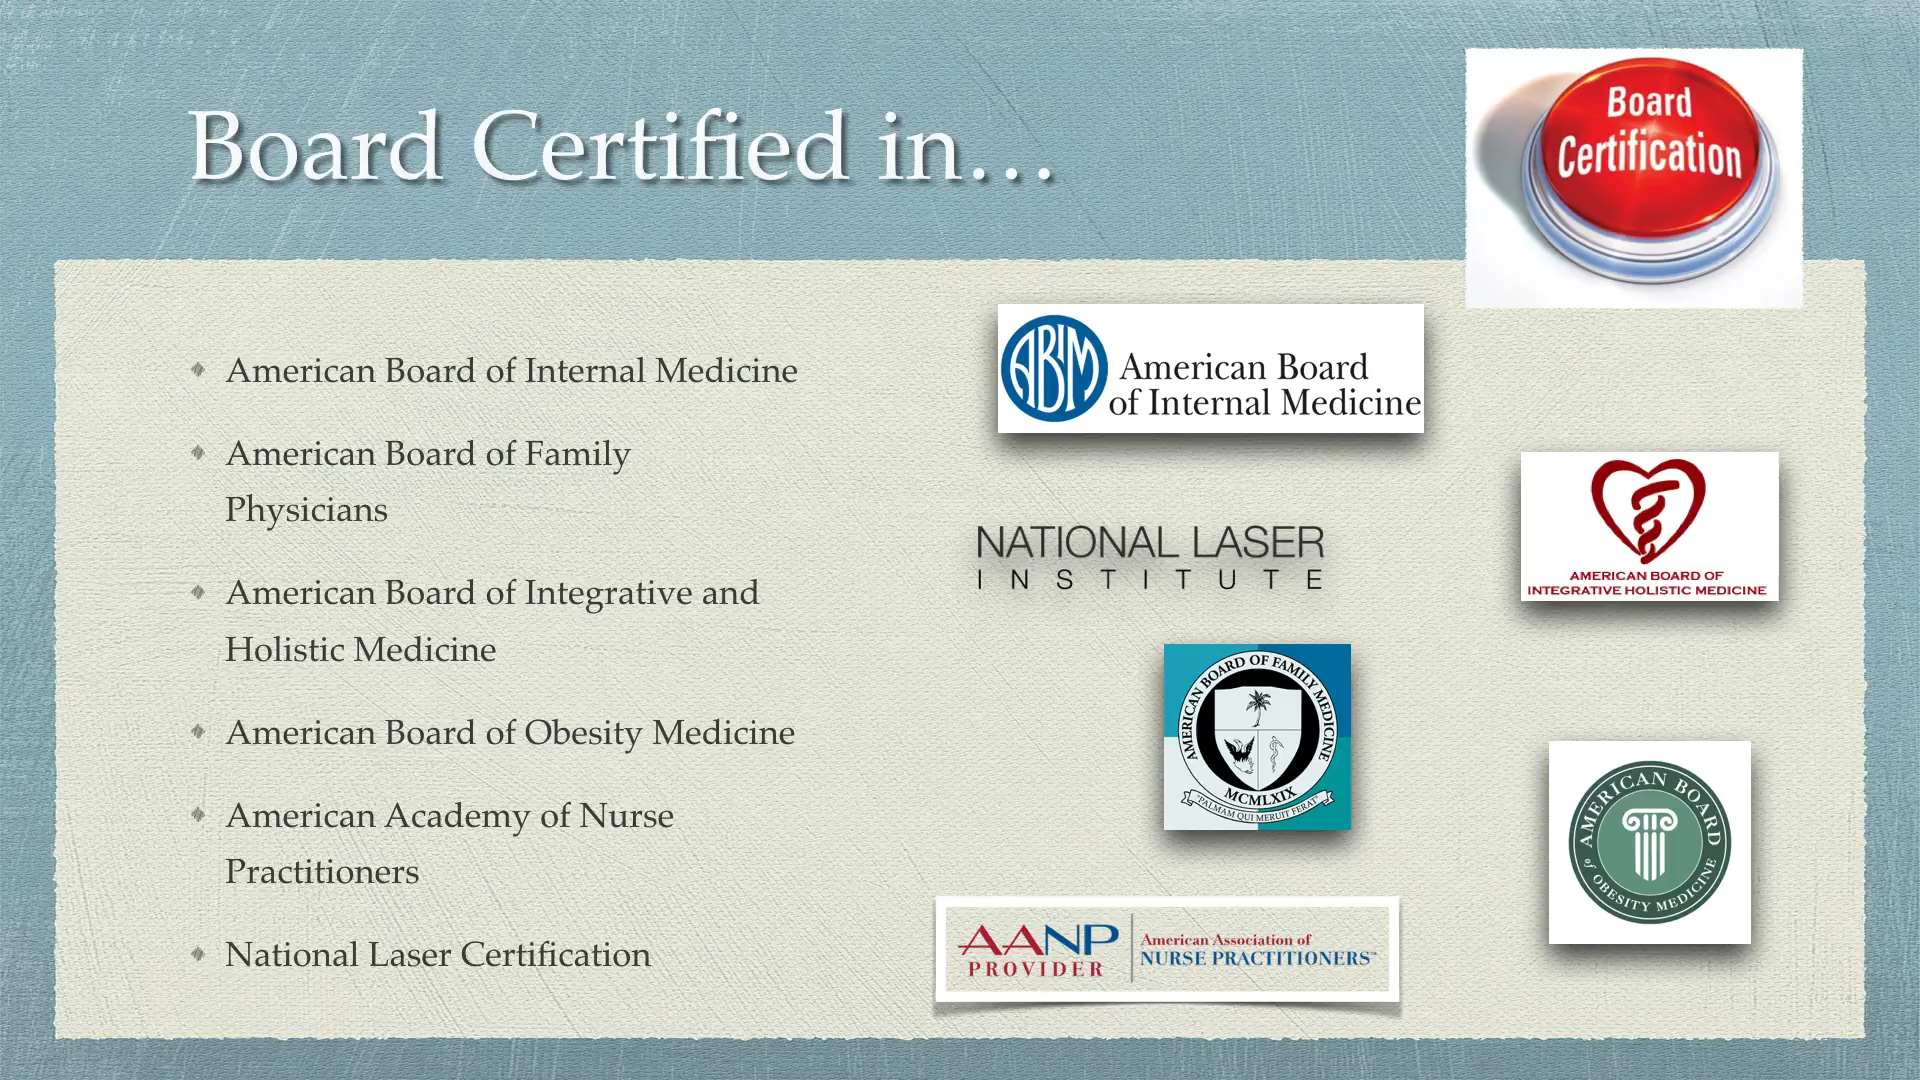 Board Certified in…
Board
Certification
American Board of Internal Medicine
American Board of Family
Physicians
American Board of Integrative and
Holistic Medicine
American Board of Obesity Medicine
American Academy of Nurse
Practitioners
National Laser Certification
ABIM
American Board
of Internal Medicine
NATIONAL LASER
INSTITUTE
AMERICAN BOARD OF
INTEGRATIVE HOLISTIC MEDICINE
AMERICAN BOARD OF FAMILY MEDICINE
MCMLXIX
"PALMAM QUI MERUIT FERAT"
AMERICAN BOARD
of OBESITY MEDICINE
AANP
PROVIDER
American Association of
NURSE PRACTITIONERS™